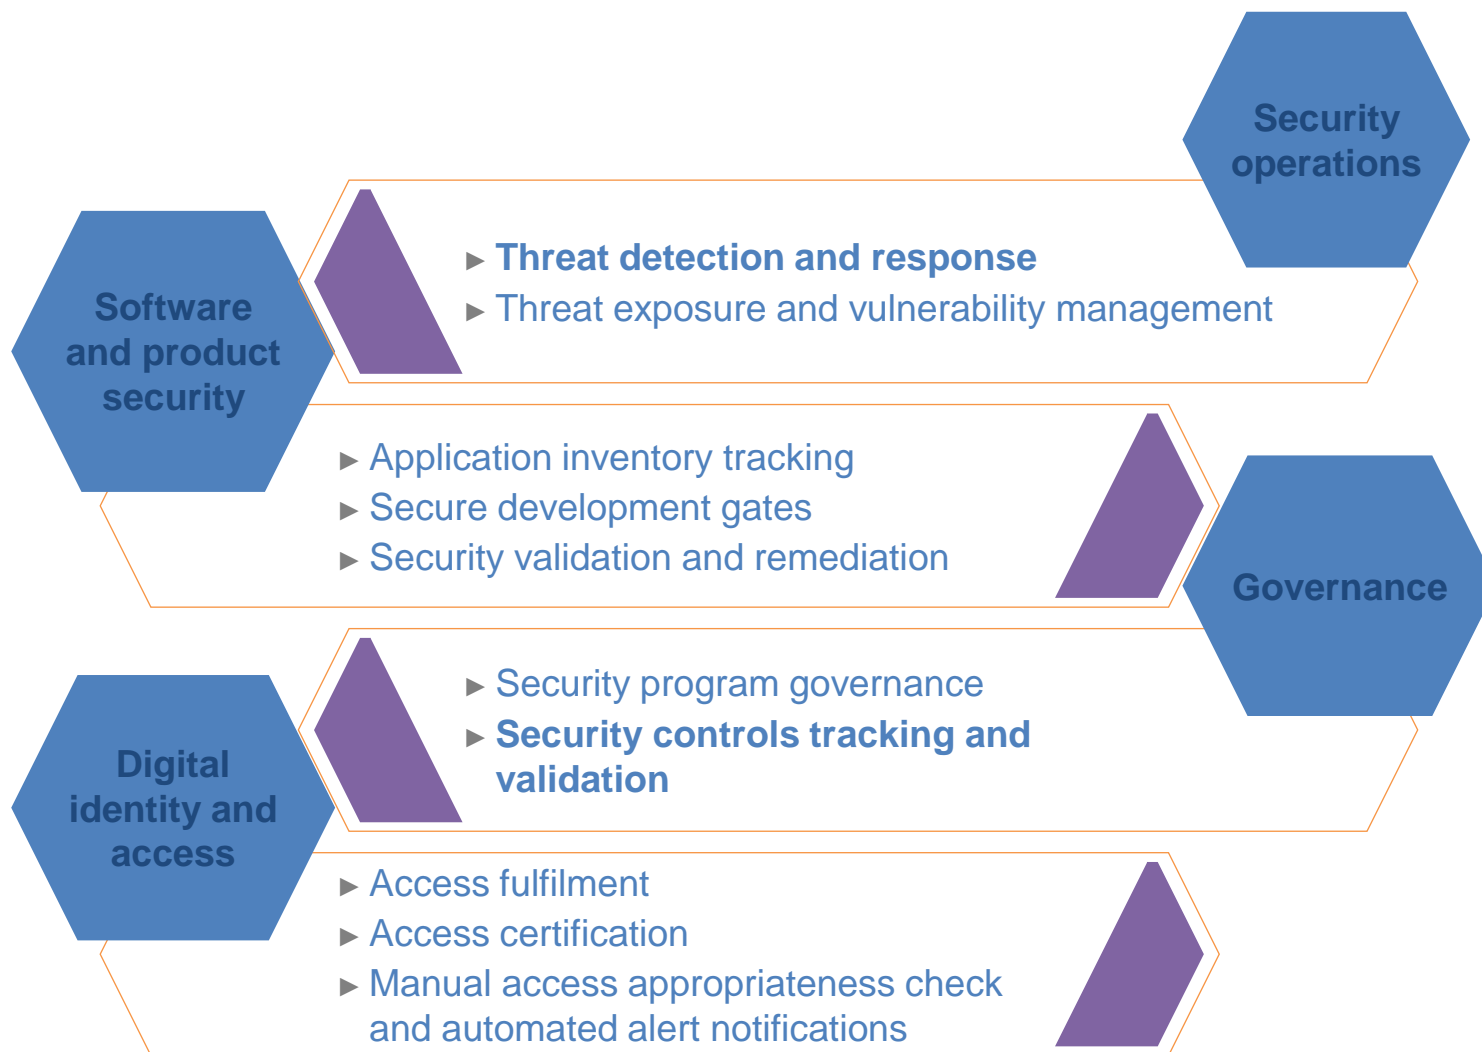 Security
operations
► Threat detection and response
► Threat exposure and vulnerability management
Software
and product
security
► Application inventory tracking
► Secure development gates
► Security validation and remediation
Governance
► Security program governance
► Security controls tracking and
validation
Digital
identity and
access
► Access fulfilment
► Access certification
► Manual access appropriateness check
and automated alert notifications